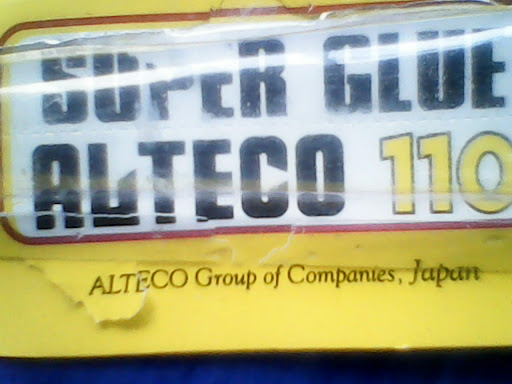 SUPER GLUE
ALTECO 110
ALTECO Group of Companies, Japan